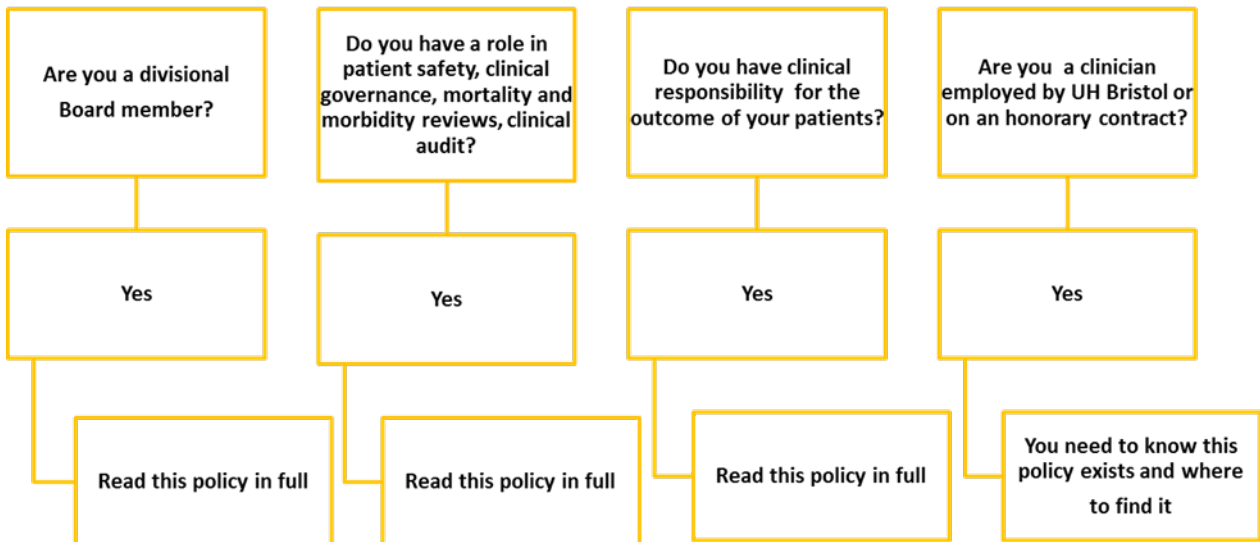 Are you a divisional
Board member?
Do you have a role in
patient safety, clinical
governance, mortality and
morbidity reviews, clinical
audit?
Do you have clinical
responsibility for the
outcome of your patients?
Are you a clinician
employed by UH Bristol or
on an honorary contract?
Yes
Yes
Yes
Yes
Read this policy in full
Read this policy in full
Read this policy in full
You need to know this
policy exists and where
to find it